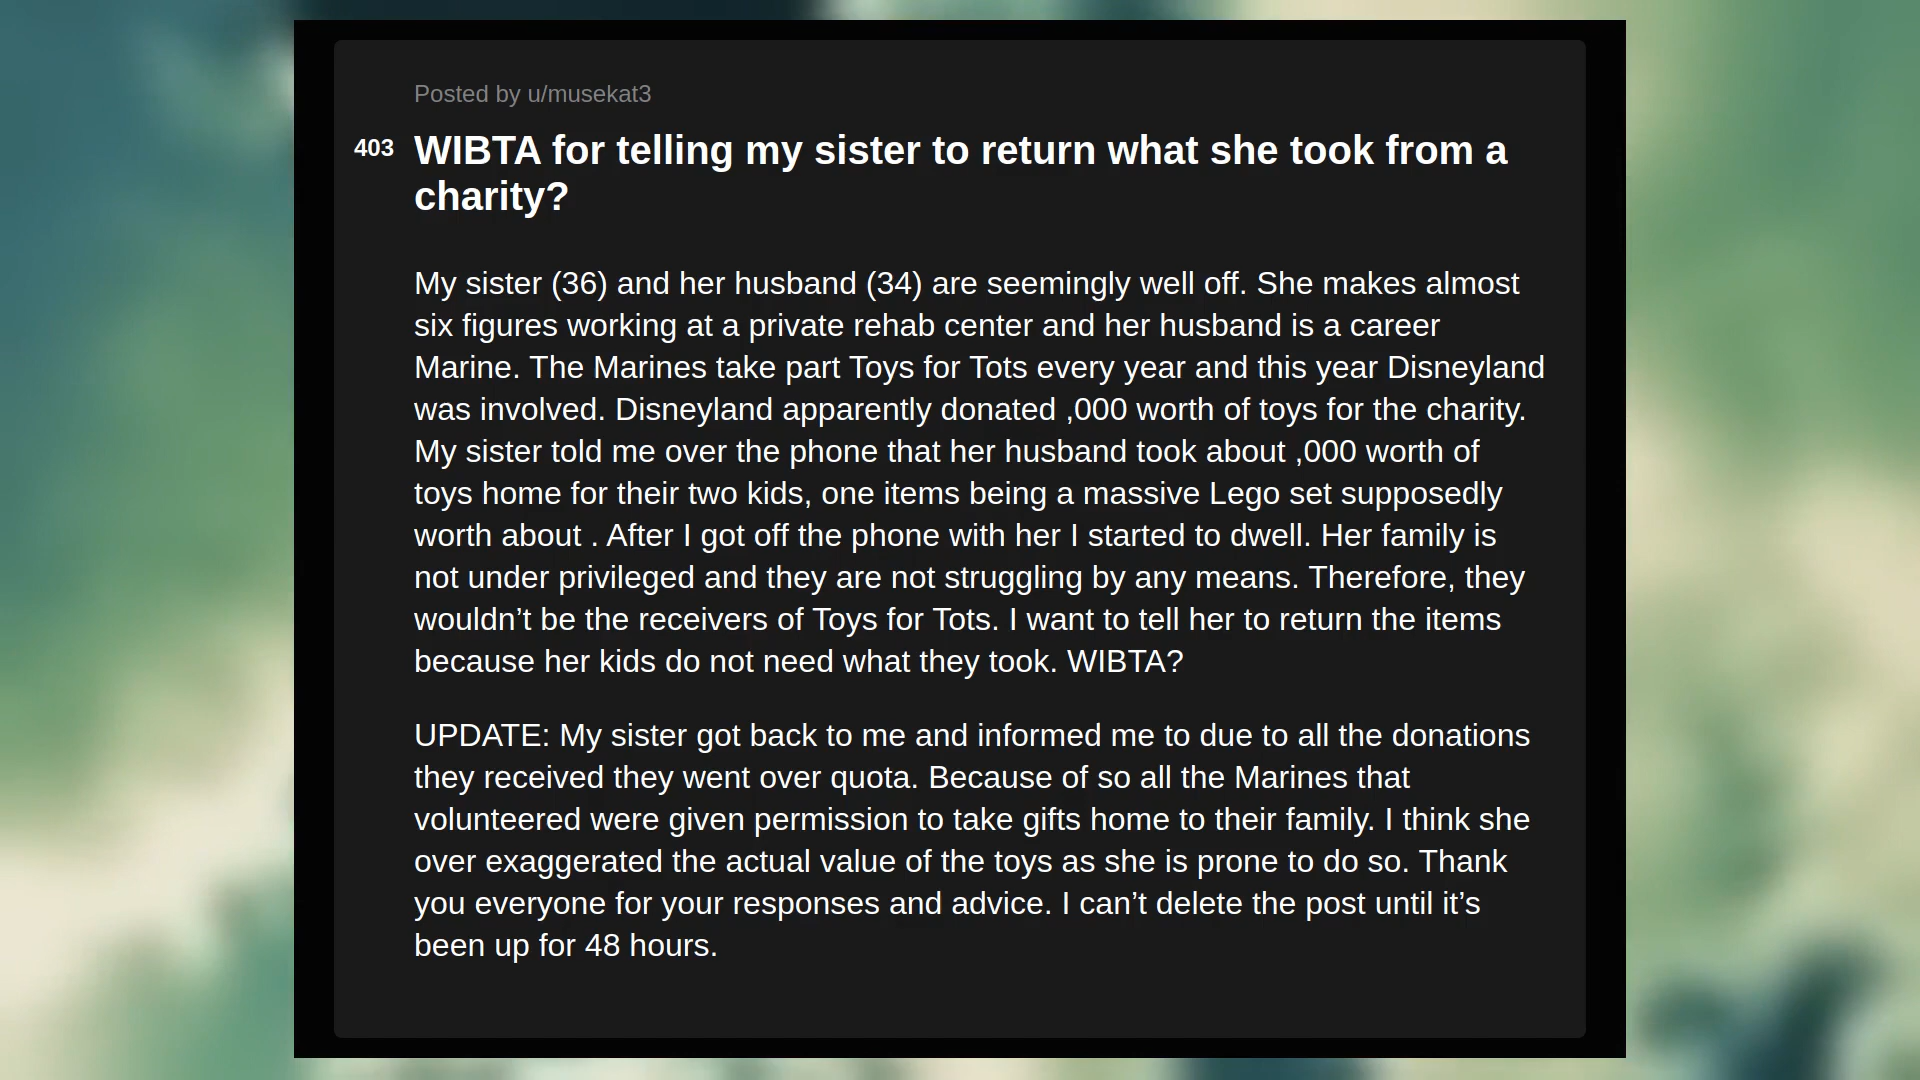 Posted by u/musekat3
403
WIBTA for telling my sister to return what she took from a
charity?
My sister (36) and her husband (34) are seemingly well off. She makes almost
six figures working at a private rehab center and her husband is a career
Marine. The Marines take part Toys for Tots every year and this year Disneyland
was involved. Disneyland apparently donated ,000 worth of toys for the charity.
My sister told me over the phone that her husband took about ,000 worth of
toys home for their two kids, one items being a massive Lego set supposedly
worth about . After I got off the phone with her I started to dwell. Her family is
not under privileged and they are not struggling by any means. Therefore, they
wouldn’t be the receivers of Toys for Tots. I want to tell her to return the items
because her kids do not need what they took. WIBTA?
UPDATE: My sister got back to me and informed me to due to all the donations
they received they went over quota. Because of so all the Marines that
volunteered were given permission to take gifts home to their family. I think she
over exaggerated the actual value of the toys as she is prone to do so. Thank
you everyone for your responses and advice. I can’t delete the post until it’s
been up for 48 hours.